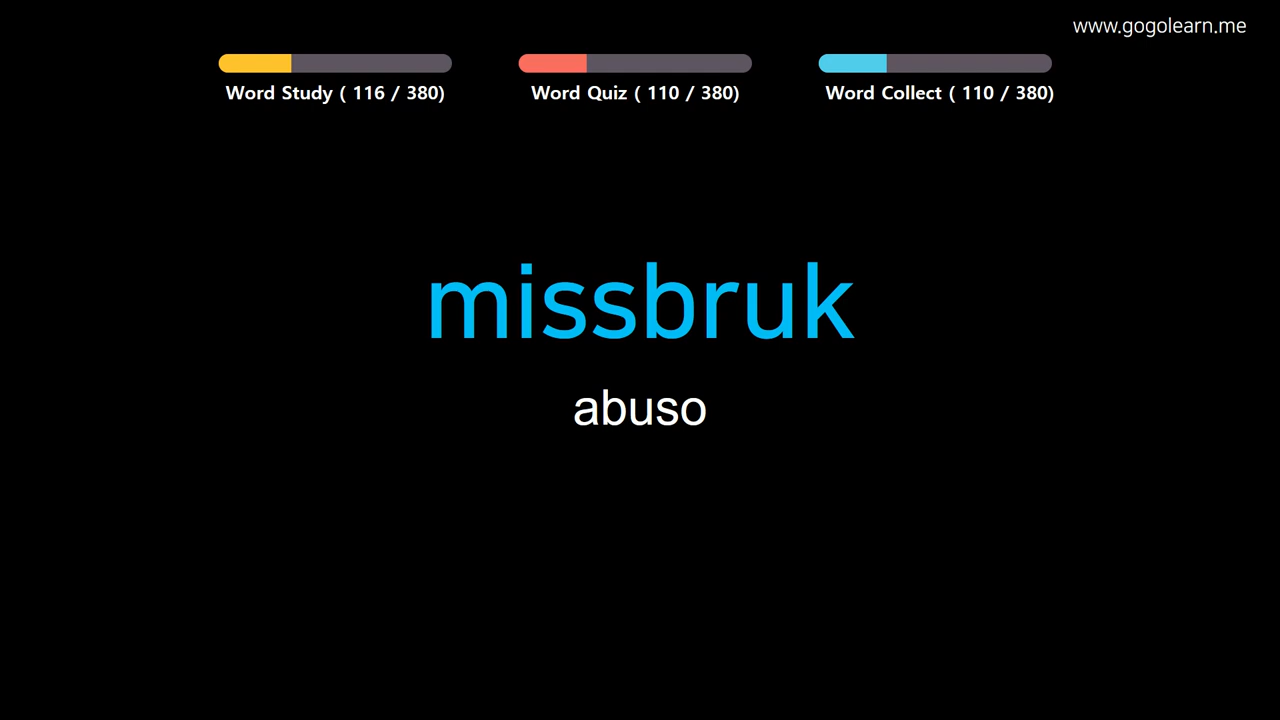 www.gogolearn.me
Word Study ( 116 / 380)
Word Quiz ( 110 / 380)
Word Collect ( 110 / 380)
missbruk
abuso